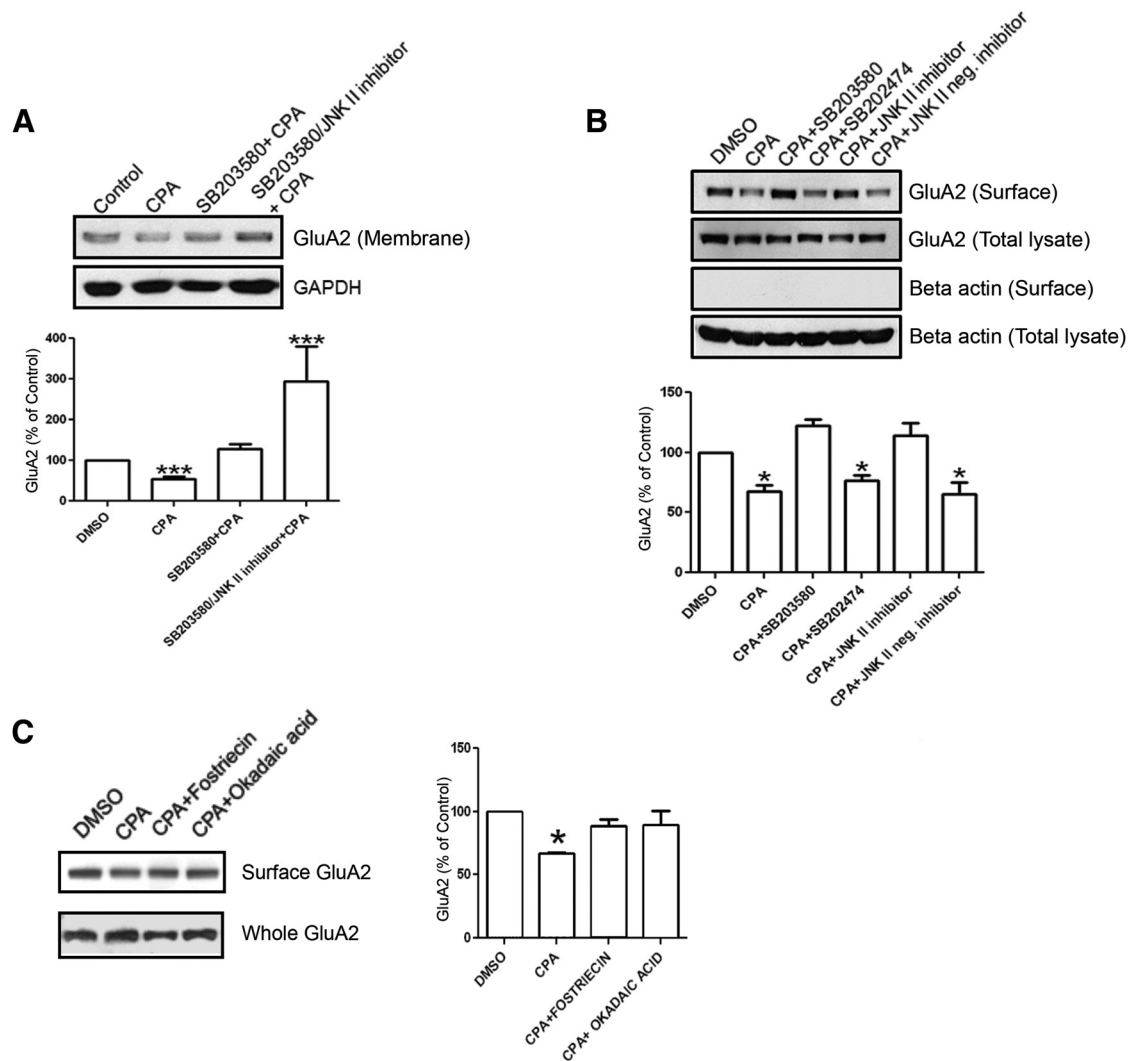 A
Control
CPA
SB203580+ CPA
SB203580/JNK II inhibitor
+ CPA
GluA2 (Membrane)
GAPDH
GluA2 (% of Control)
400
300
200
100
0
***
***
DMSO
CPA
SB203580+CPA
SB203580/JNK II inhibitor+CPA
B
DMSO
CPA
CPA+SB203580
CPA+SB202474
CPA+JNK II inhibitor
CPA+JNK II neg. inhibitor
GluA2 (Surface)
GluA2 (Total lysate)
Beta actin (Surface)
Beta actin (Total lysate)
GluA2 (% of Control)
150
100
50
0
*
*
*
DMSO
CPA
CPA+SB203580
CPA+SB202474
CPA+JNK II inhibitor
CPA+JNK II neg. inhibitor
C
DMSO
CPA
CPA+Fostriecin
CPA+Okadaic acid
Surface GluA2
Whole GluA2
GluA2 (% of Control)
150
100
50
0
*
DMSO
CPA
CPA+FOSTRIECIN
CPA+ OKADAIC ACID